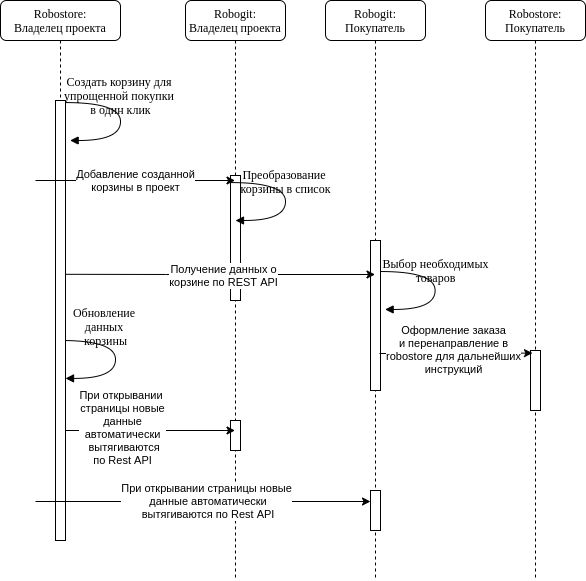 Robostore:
Владелец проекта
Robogit:
Владелец проекта
Robogit:
Покупатель
Robostore:
Покупатель
Создать корзину для
упрощенной покупки
в один клик
Добавление созданной
корзины в проект
Преобразование
корзины в список
Получение данных о
корзине по REST API
Выбор необходимых
товаров
Обновление
данных
корзины
Оформление заказа
и перенаправление в
robostore для дальнейших
инструкций
При открывании
страницы новые
данные
автоматически
вытягиваются
по Rest API
При открывании страницы новые
данные автоматически
вытягиваются по Rest API